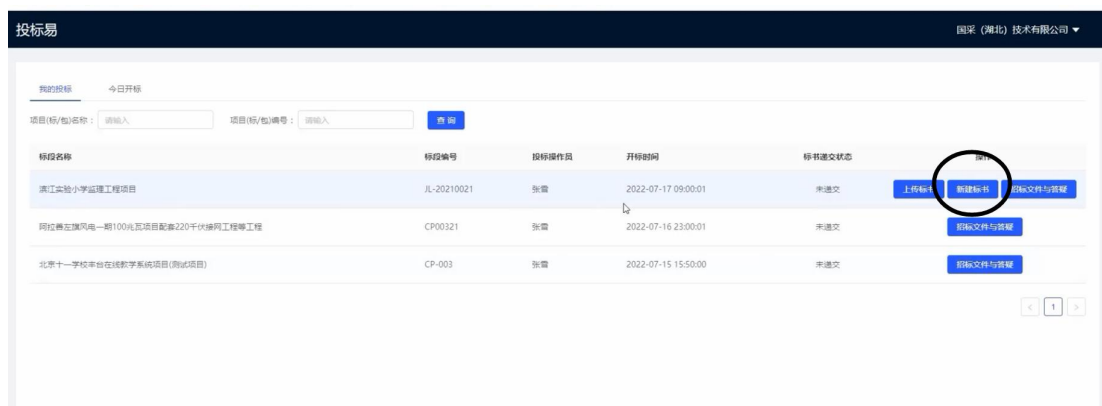 投标易 国采（湖北）技术有限公司
我的投标 今日开标
项目(标/包)名称： 请输入 项目(标/包)编号： 请输入 查 询
标段名称 标段编号 投标操作员 开标时间 标书递交状态 操作
滨江实验小学监理工程项目 JL-20210021 张雪 2022-07-17 09:00:01 未递交 上传标书 新建标书 招标文件与答疑
阿拉善左旗风电一期100兆瓦项目配套220千伏接网工程等工程 CP00321 张雪 2022-07-16 23:00:01 未递交 招标文件与答疑
北京十一学校丰台在线教学系统项目(测试项目) CP-003 张雪 2022-07-15 15:50:00 未递交 招标文件与答疑
< 1 >